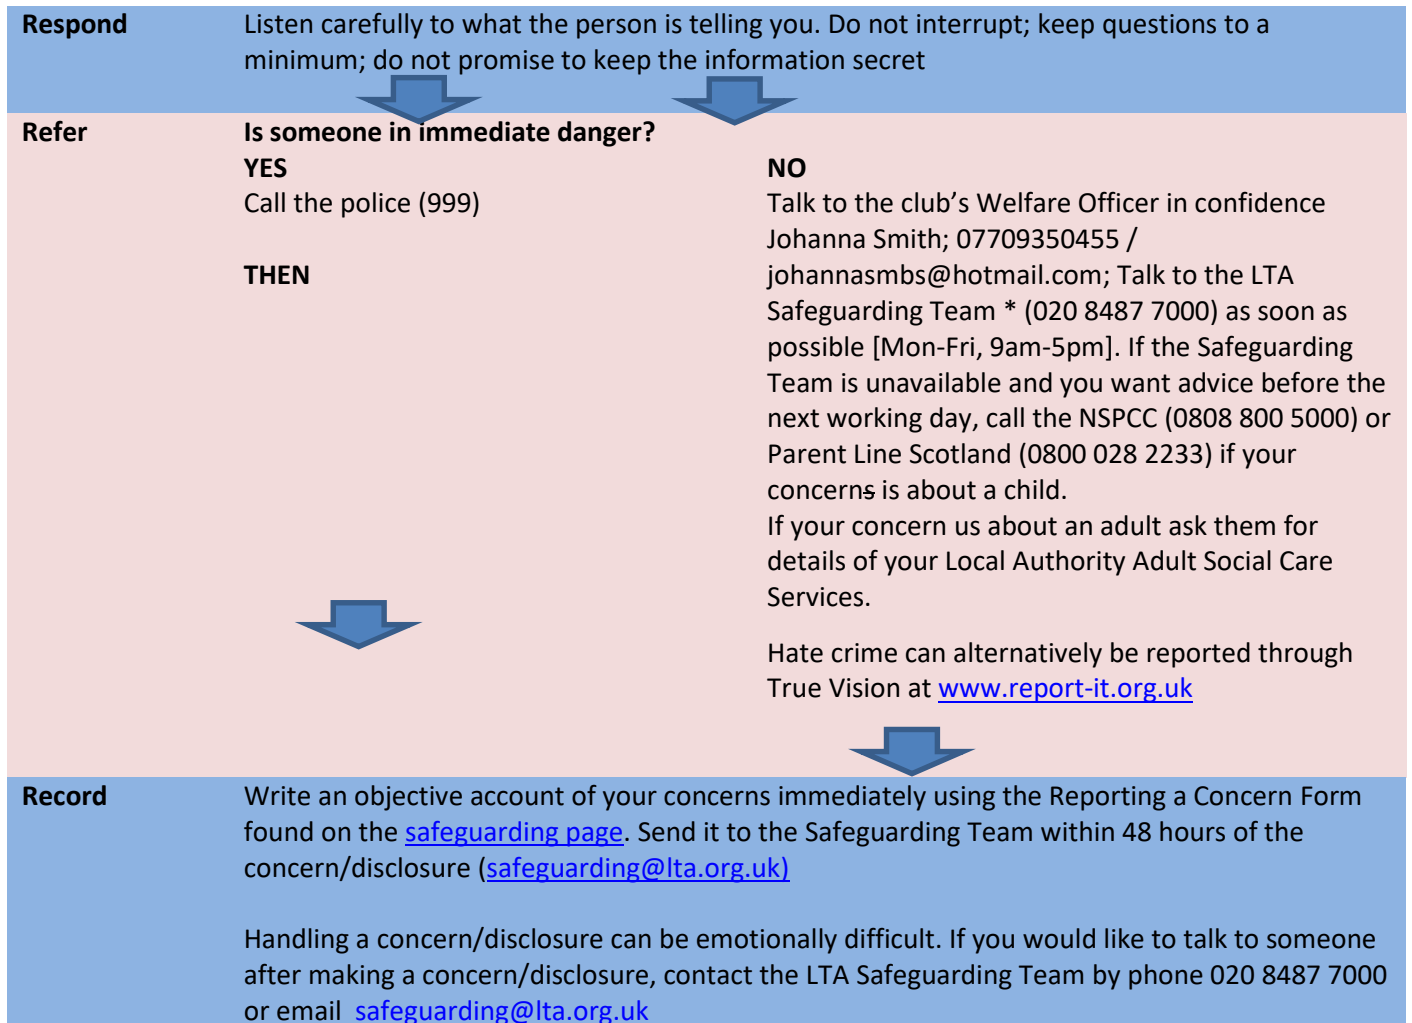 Respond
Listen carefully to what the person is telling you. Do not interrupt; keep questions to a
minimum; do not promise to keep the information secret
Refer
Is someone in immediate danger?
YES
Call the police (999)
THEN
NO
Talk to the club’s Welfare Officer in confidence
Johanna Smith; 07709350455 /
johannasmbs@hotmail.com; Talk to the LTA
Safeguarding Team * (020 8487 7000) as soon as
possible [Mon-Fri, 9am-5pm]. If the Safeguarding
Team is unavailable and you want advice before the
next working day, call the NSPCC (0808 800 5000) or
Parent Line Scotland (0800 028 2233) if your
concerns is about a child.
If your concern us about an adult ask them for
details of your Local Authority Adult Social Care
Services.
Hate crime can alternatively be reported through
True Vision at www.report-it.org.uk
Record
Write an objective account of your concerns immediately using the Reporting a Concern Form
found on the safeguarding page. Send it to the Safeguarding Team within 48 hours of the
concern/disclosure (safeguarding@lta.org.uk)
Handling a concern/disclosure can be emotionally difficult. If you would like to talk to someone
after making a concern/disclosure, contact the LTA Safeguarding Team by phone 020 8487 7000
or email safeguarding@lta.org.uk